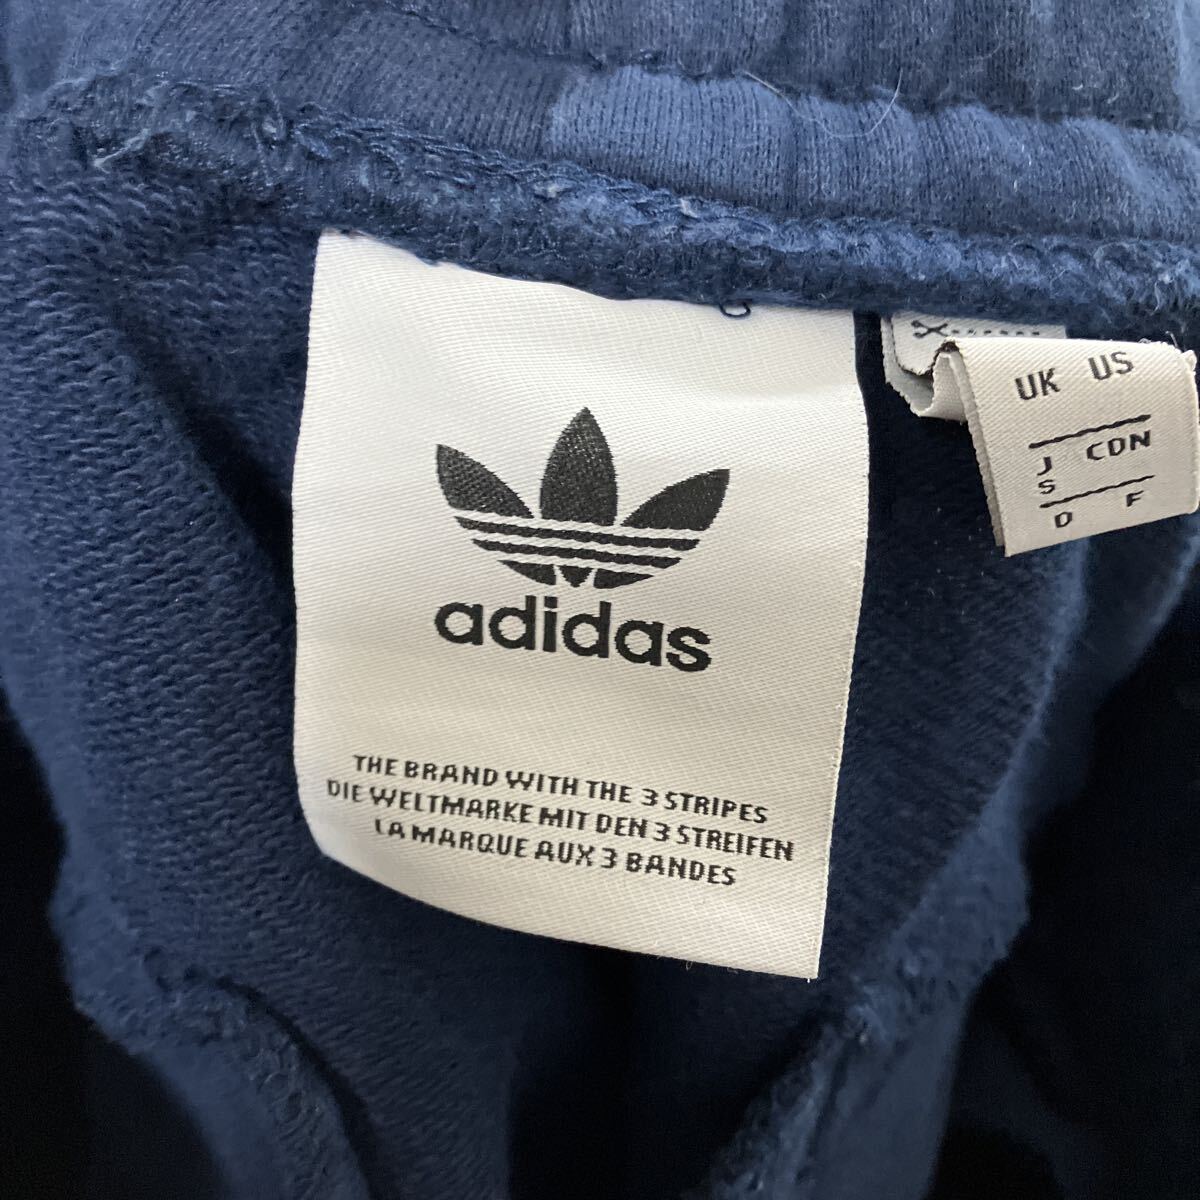 adidas
THE BRAND WITH THE 3 STRIPES
DIE WELTMARKE MIT DEN 3 STREIFEN
LA MARQUE AUX 3 BANDES
UK US
J CDN
S
D F